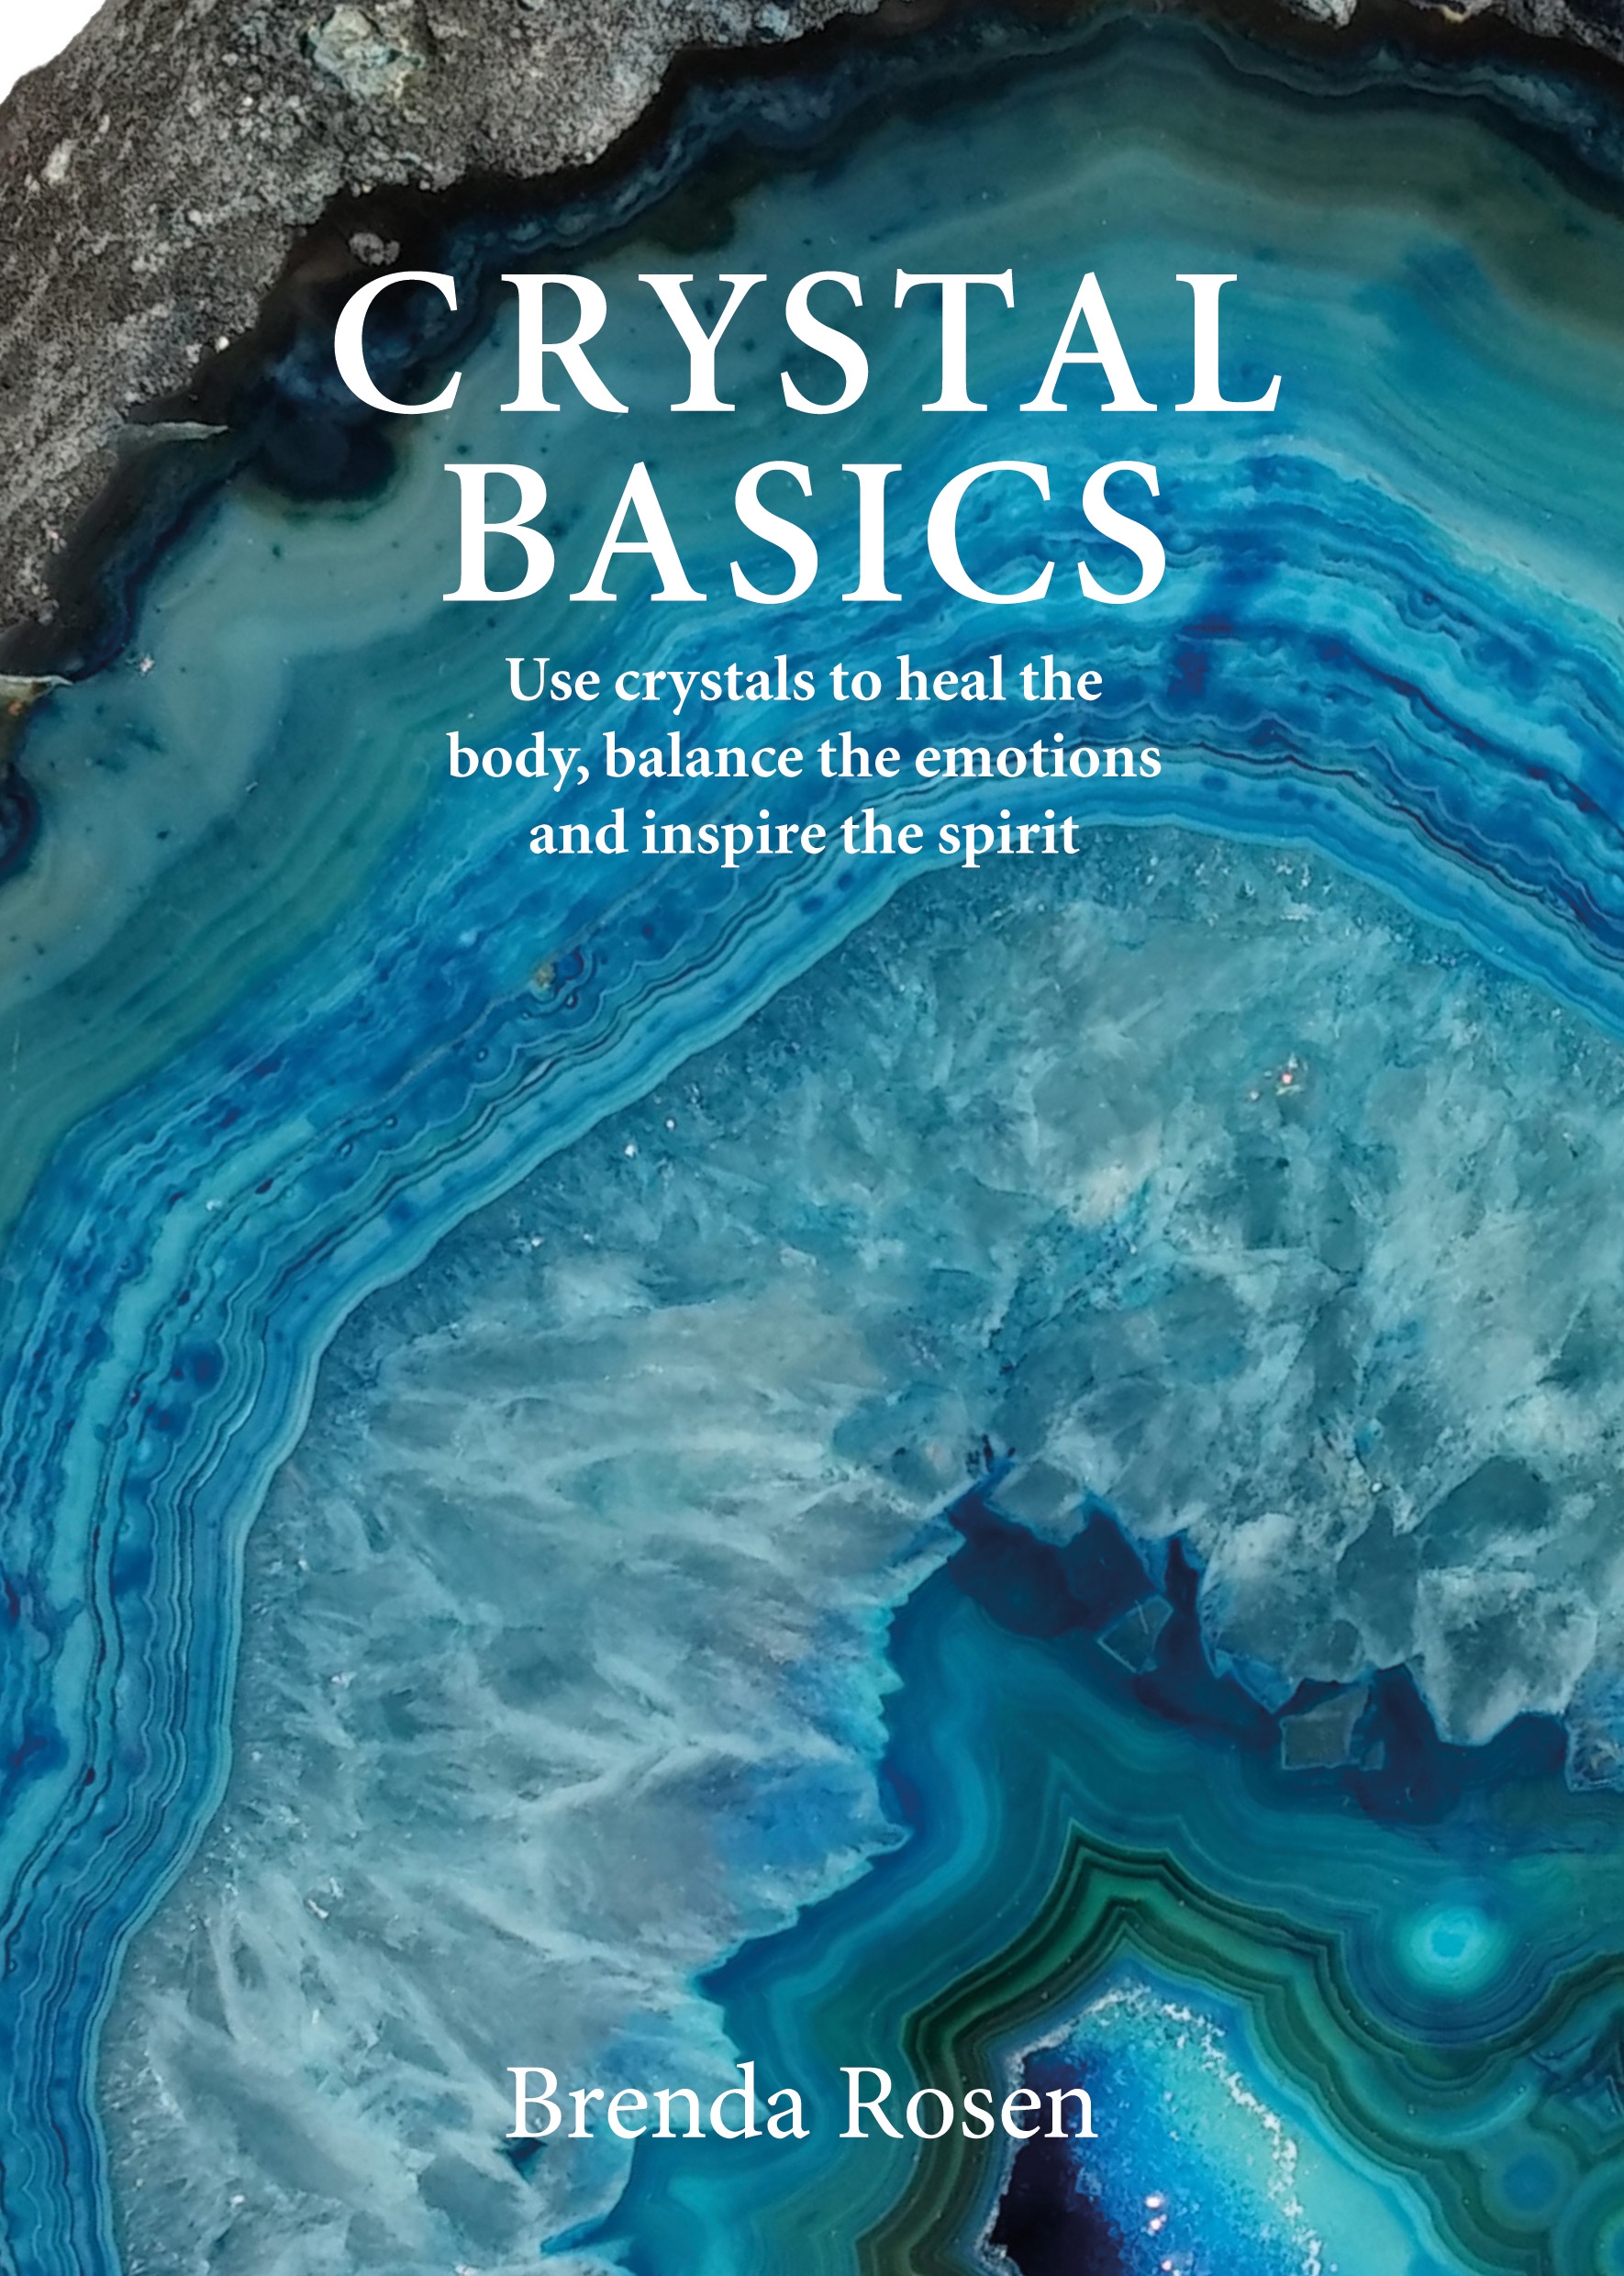 CRYSTAL
BASICS
Use crystals to heal the
body, balance the emotions
and inspire the spirit
Brenda Rosen